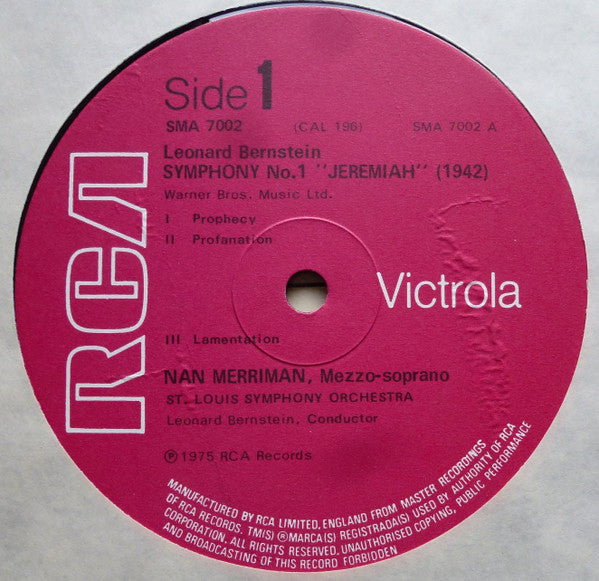 Side 1
SMA 7002 (CAL 196) SMA 7002 A
Leonard Bernstein
SYMPHONY No.1 "JEREMIAH" (1942)
Warner Bros. Music Ltd.
I Prophecy
II Profanation
RCA
Victrola
III Lamentation
NAN MERRIMAN, Mezzo-soprano
ST. LOUIS SYMPHONY ORCHESTRA
Leonard Bernstein, Conductor
Ⓟ 1975 RCA Records
MANUFACTURED BY RCA LIMITED, ENGLAND FROM MASTER RECORDINGS
OF RCA RECORDS. TM(S) ® MARCA(S) REGISTRADA(S) USED BY AUTHORITY OF RCA
CORPORATION. ALL RIGHTS RESERVED. UNAUTHORISED COPYING, PUBLIC PERFORMANCE
AND BROADCASTING OF THIS RECORD FORBIDDEN